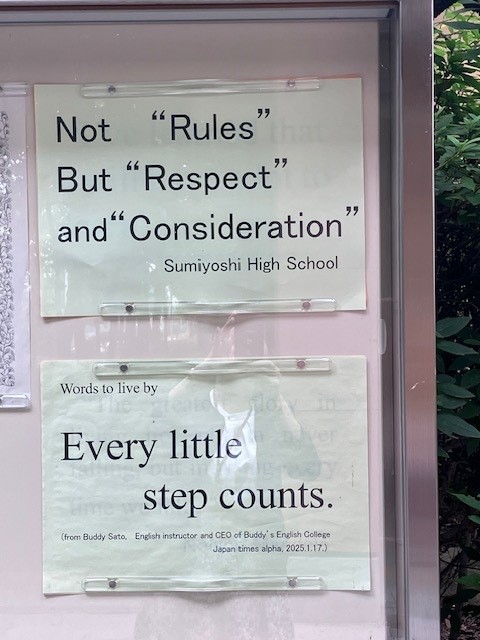 Not “Rules”
But “Respect”
and “Consideration”
Sumiyoshi High School
Words to live by
Every little
step counts.
(from Buddy Sato, English instructor and CEO of Buddy's English College
Japan times alpha, 2025.1.17.)